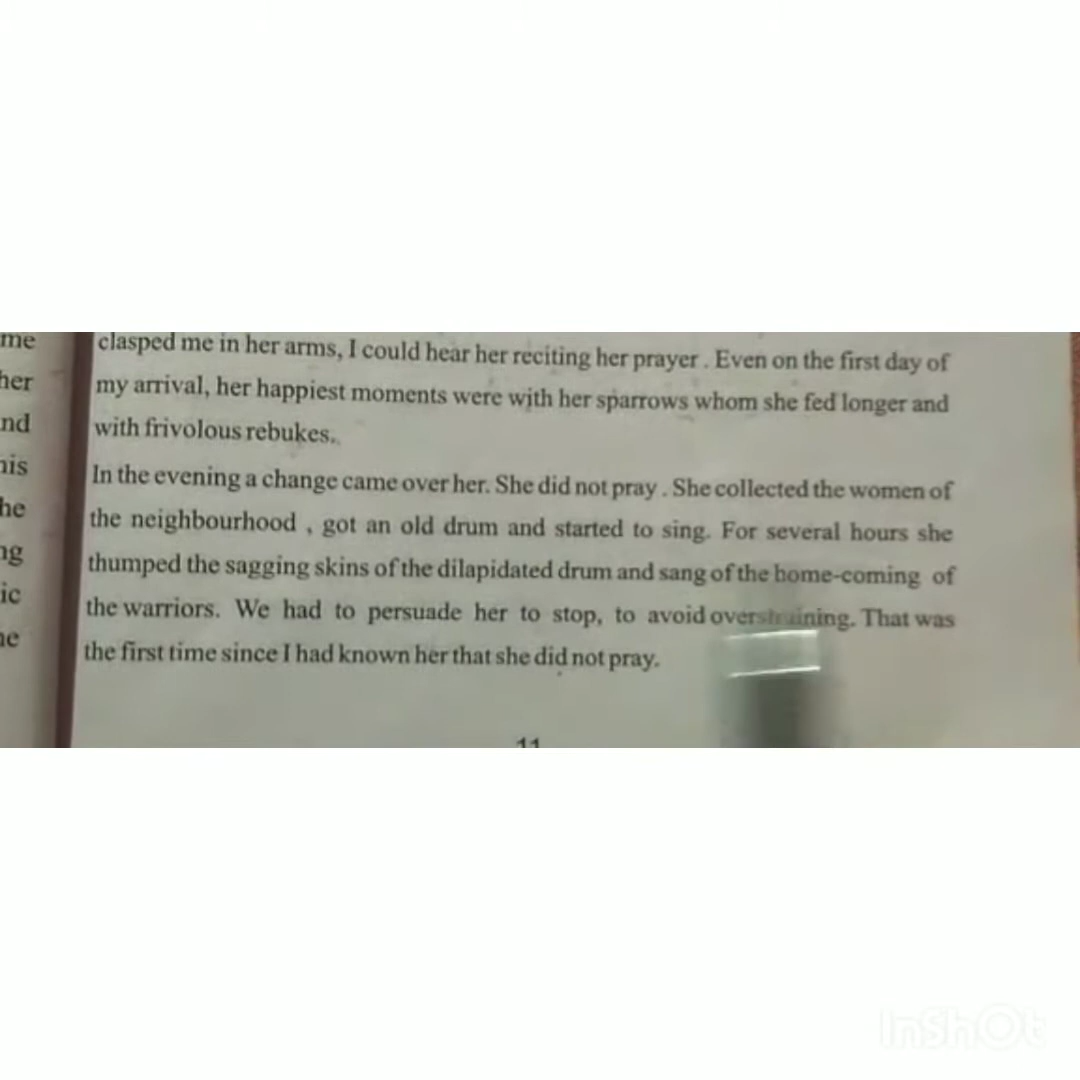 me
her
nd
his
he
ng
ic
ne
clasped me in her arms, I could hear her reciting her prayer . Even on the first day of
my arrival, her happiest moments were with her sparrows whom she fed longer and
with frivolous rebukes.
In the evening a change came over her. She did not pray . She collected the women of
the neighbourhood , got an old drum and started to sing. For several hours she
thumped the sagging skins of the dilapidated drum and sang of the home-coming of
the warriors. We had to persuade her to stop, to avoid overstraining. That was
the first time since I had known her that she did not pray.
11
InShOt